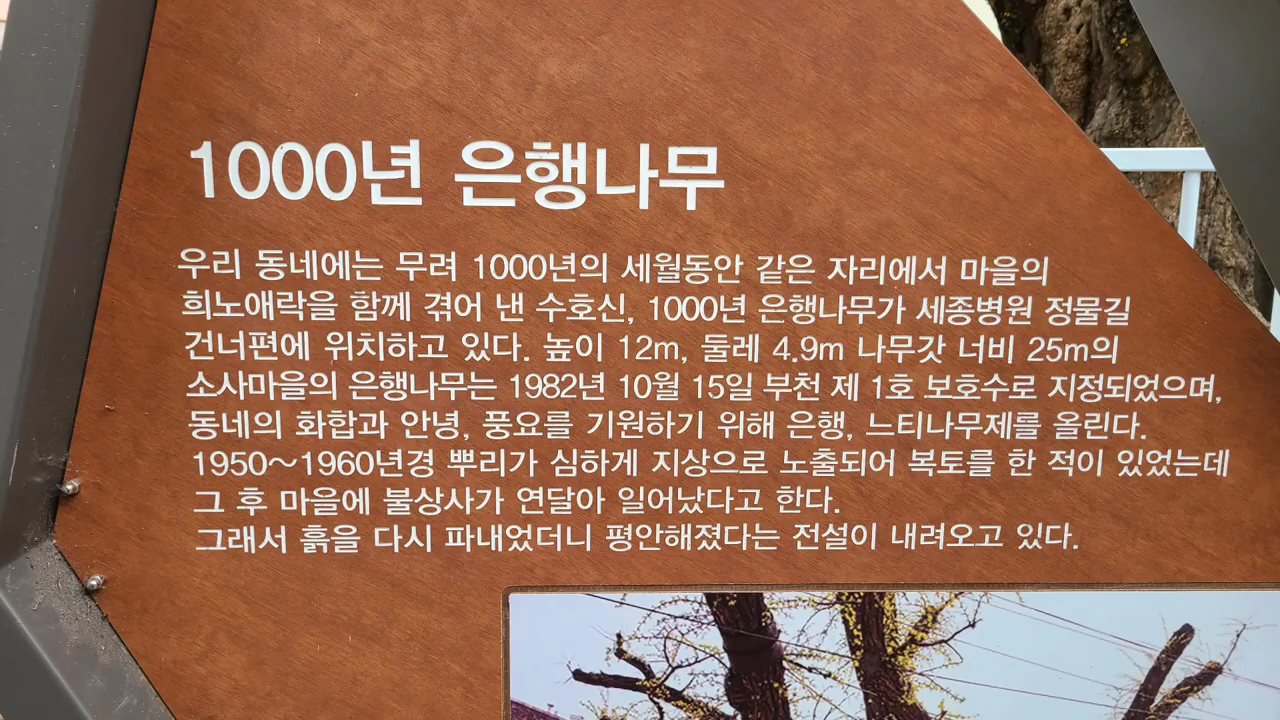 1000년 은행나무
우리 동네에는 무려 1000년의 세월동안 같은 자리에서 마을의
희노애락을 함께 겪어 낸 수호신, 1000년 은행나무가 세종병원 정물길
건너편에 위치하고 있다. 높이 12m, 둘레 4.9m 나무갓 너비 25m의
소사마을의 은행나무는 1982년 10월 15일 부천 제 1호 보호수로 지정되었으며,
동네의 화합과 안녕, 풍요를 기원하기 위해 은행, 느티나무제를 올린다.
1950~1960년경 뿌리가 심하게 지상으로 노출되어 복토를 한 적이 있었는데
그 후 마을에 불상사가 연달아 일어났다고 한다.
그래서 흙을 다시 파내었더니 평안해졌다는 전설이 내려오고 있다.